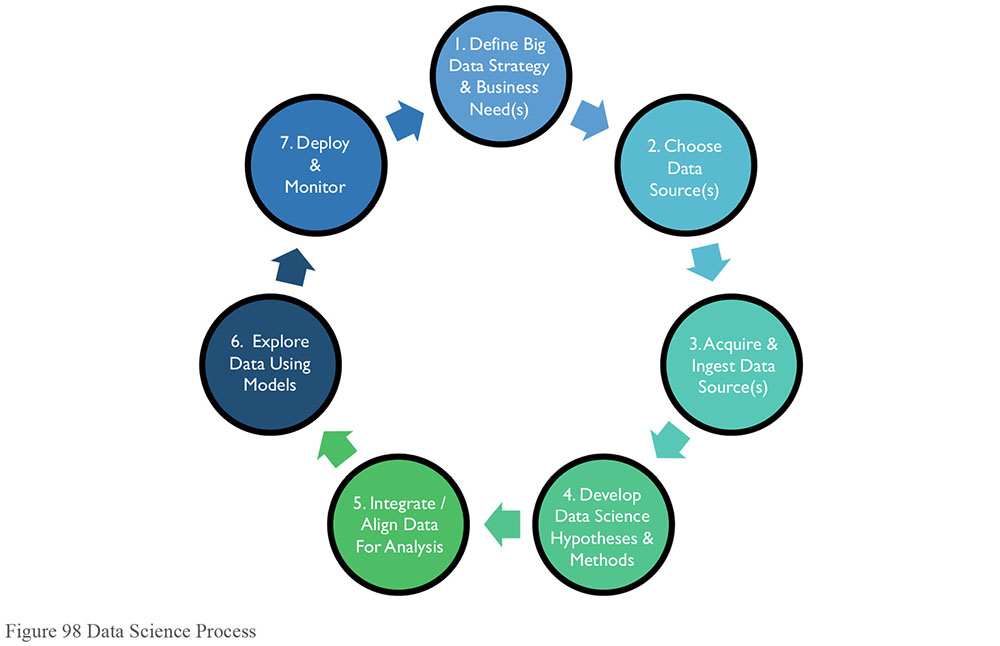 1. Define Big
Data Strategy
& Business
Need(s)
2. Choose
Data
Source(s)
3. Acquire &
Ingest Data
Source(s)
4. Develop
Data Science
Hypotheses &
Methods
5. Integrate /
Align Data
For Analysis
6. Explore
Data Using
Models
7. Deploy
&
Monitor
Figure 98 Data Science Process